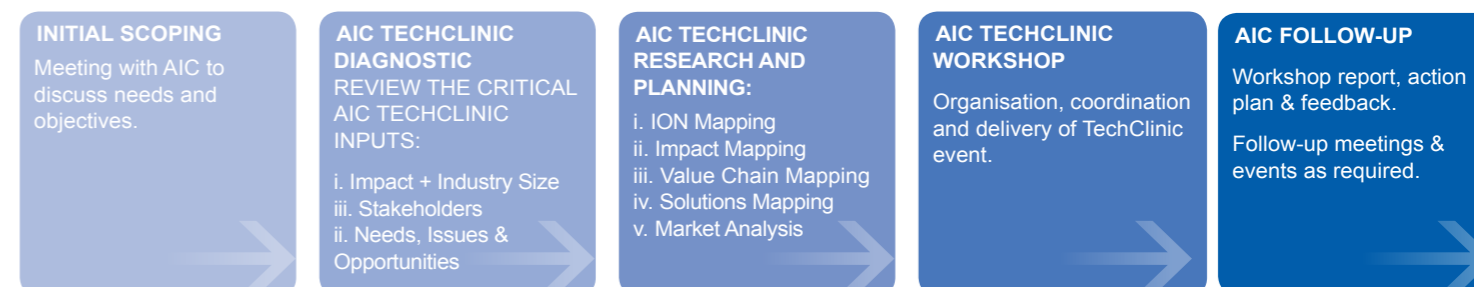 INITIAL SCOPING
Meeting with AIC to
discuss needs and
objectives.
AIC TECHCLINIC
DIAGNOSTIC
REVIEW THE CRITICAL
AIC TECHCLINIC
INPUTS:
i. Impact + Industry Size
iii. Stakeholders
ii. Needs, Issues &
Opportunities
AIC TECHCLINIC
RESEARCH AND
PLANNING:
i. ION Mapping
ii. Impact Mapping
iii. Value Chain Mapping
iv. Solutions Mapping
v. Market Analysis
AIC TECHCLINIC
WORKSHOP
Organisation, coordination
and delivery of TechClinic
event.
AIC FOLLOW-UP
Workshop report, action
plan & feedback.
Follow-up meetings &
events as required.